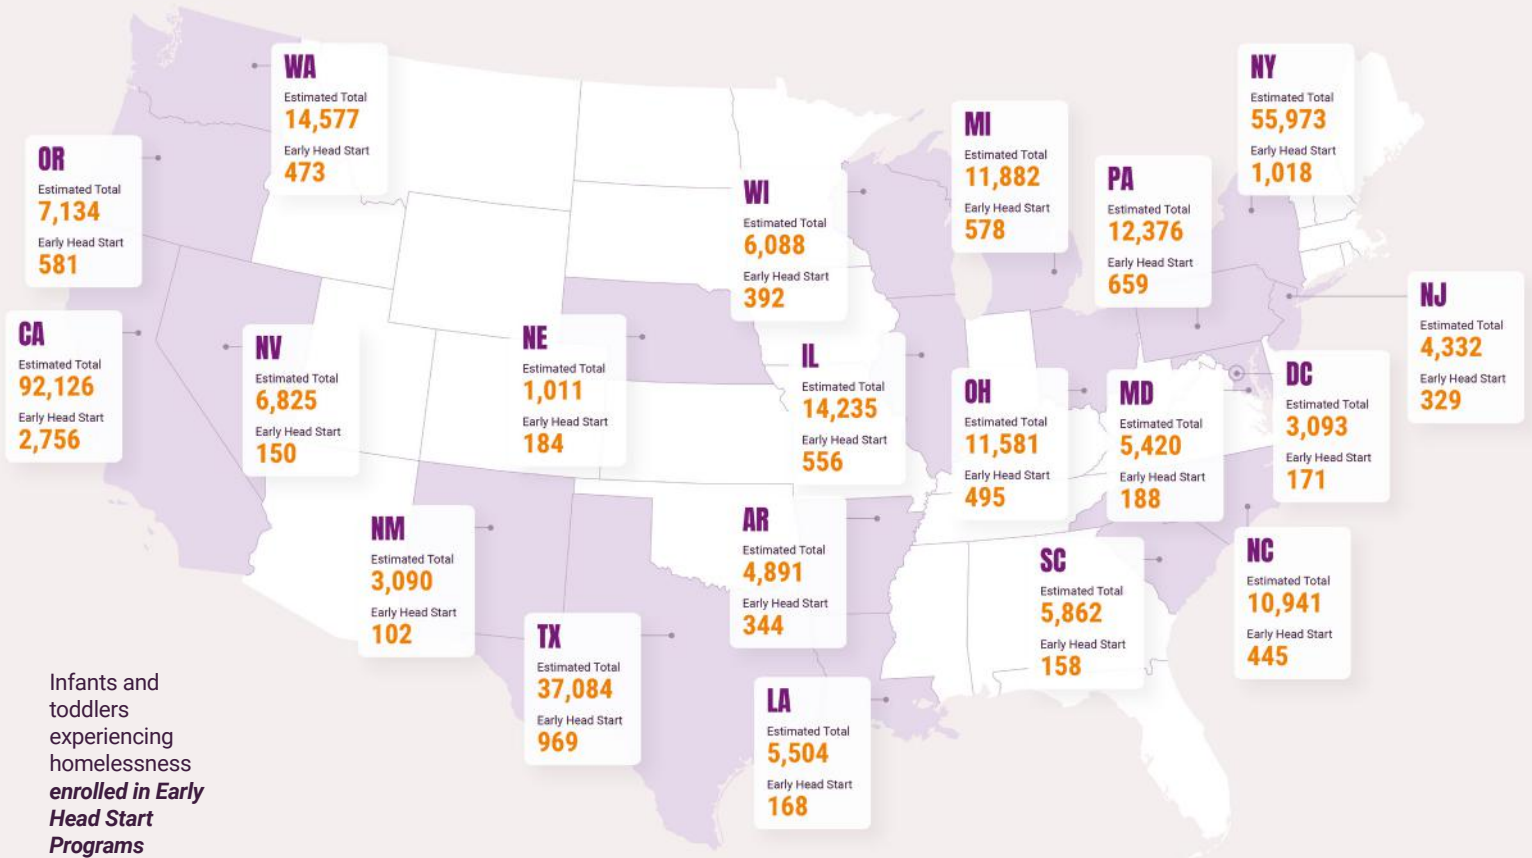 WA
Estimated Total
14,577
Early Head Start
473
OR
Estimated Total
7,134
Early Head Start
581
CA
Estimated Total
92,126
Early Head Start
2,756
NV
Estimated Total
6,825
Early Head Start
150
NE
Estimated Total
1,011
Early Head Start
184
NM
Estimated Total
3,090
Early Head Start
102
TX
Estimated Total
37,084
Early Head Start
969
WI
Estimated Total
6,088
Early Head Start
392
IL
Estimated Total
14,235
Early Head Start
556
AR
Estimated Total
4,891
Early Head Start
344
LA
Estimated Total
5,504
Early Head Start
168
MI
Estimated Total
11,882
Early Head Start
578
OH
Estimated Total
11,581
Early Head Start
495
PA
Estimated Total
12,376
Early Head Start
659
MD
Estimated Total
5,420
Early Head Start
188
SC
Estimated Total
5,862
Early Head Start
158
NY
Estimated Total
55,973
Early Head Start
1,018
NJ
Estimated Total
4,332
Early Head Start
329
DC
Estimated Total
3,093
Early Head Start
171
NC
Estimated Total
10,941
Early Head Start
445
Infants and
toddlers
experiencing
homelessness
enrolled in Early
Head Start
Programs